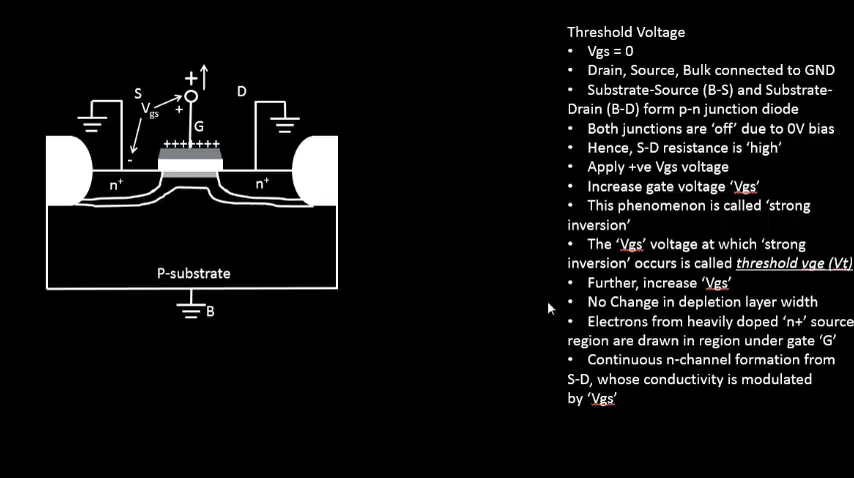 Threshold Voltage
• Vgs = 0
• Drain, Source, Bulk connected to GND
• Substrate-Source (B-S) and Substrate-
Drain (B-D) form p-n junction diode
• Both junctions are ‘off’ due to 0V bias
• Hence, S-D resistance is ‘high’
• Apply +ve Vgs voltage
• Increase gate voltage ‘Vgs’
• This phenomenon is called ‘strong
inversion’
• The ‘Vgs’ voltage at which ‘strong
inversion’ occurs is called threshold vge (Vt)
• Further, increase ‘Vgs’
• No Change in depletion layer width
• Electrons from heavily doped ‘n+’ source
region are drawn in region under gate ‘G’
• Continuous n-channel formation from
S-D, whose conductivity is modulated
by ‘Vgs’
+
S
D
Vgs
+
G
+++++++
-
n+
n+
P-substrate
B